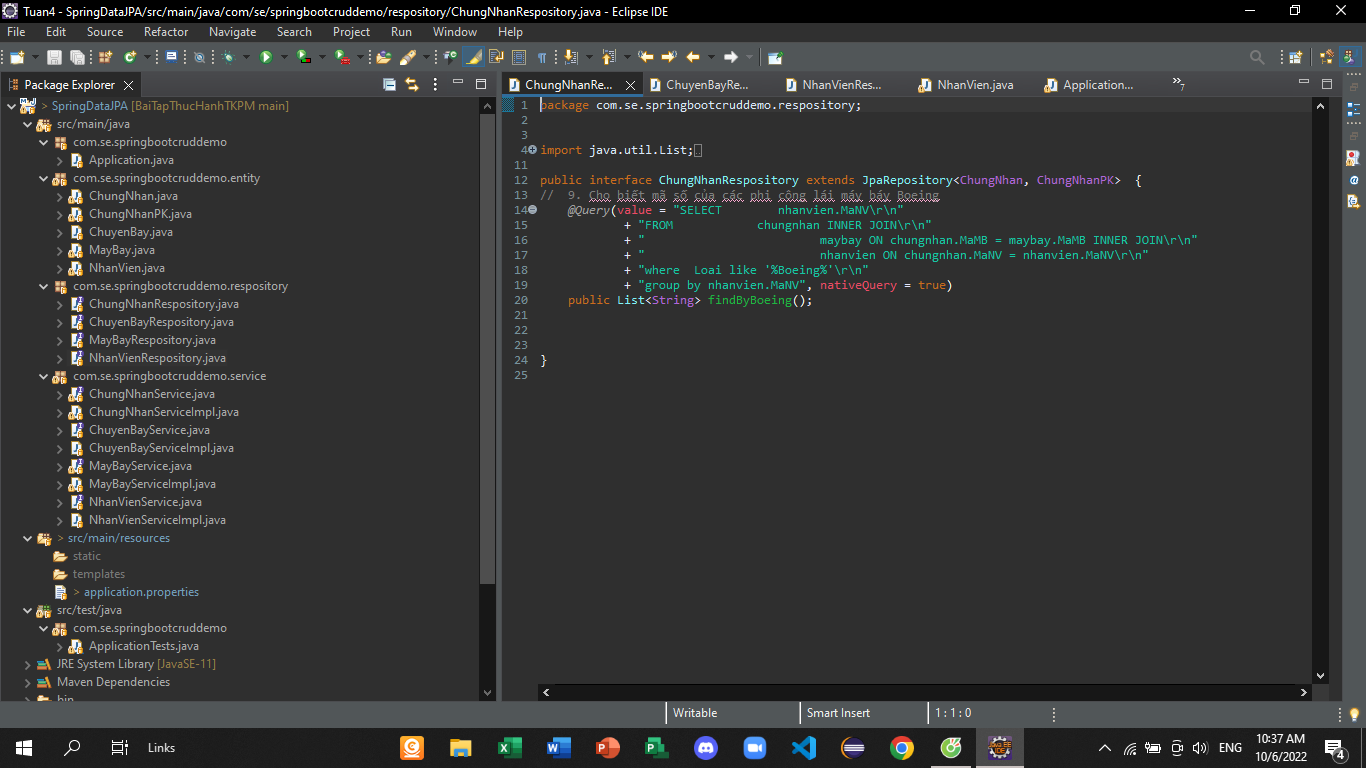 Tuan4 - SpringDataJPA/src/main/java/com/se/springbootcruddemo/respository/ChungNhanRespository.java - Eclipse IDE
File Edit Source Refactor Navigate Search Project Run Window Help
Package Explorer
> SpringDataJPA [BaiTapThucHanhTKPM main]
src/main/java
com.se.springbootcruddemo
Application.java
com.se.springbootcruddemo.entity
ChungNhan.java
ChungNhanPK.java
ChuyenBay.java
MayBay.java
NhanVien.java
com.se.springbootcruddemo.respository
ChungNhanRespository.java
ChuyenBayRespository.java
MayBayRespository.java
NhanVienRespository.java
com.se.springbootcruddemo.service
ChungNhanService.java
ChungNhanServiceImpl.java
ChuyenBayService.java
ChuyenBayServiceImpl.java
MayBayService.java
MayBayServiceImpl.java
NhanVienService.java
NhanVienServiceImpl.java
> src/main/resources
static
templates
> application.properties
src/test/java
com.se.springbootcruddemo
ApplicationTests.java
JRE System Library [JavaSE-11]
Maven Dependencies
bin
ChungNhanRe... ChuyenBayRe... NhanVienRes... NhanVien.java Application... »7
1 package com.se.springbootcruddemo.respository;
2
3
4 import java.util.List;
11
12 public interface ChungNhanRespository extends JpaRepository<ChungNhan, ChungNhanPK> {
13 // 9. Cho biết mã số của các phi công lái máy báy Boeing
14 @Query(value = "SELECT nhanvien.MaNV\r\n"
15 + "FROM chungnhan INNER JOIN\r\n"
16 + " maybay ON chungnhan.MaMB = maybay.MaMB INNER JOIN\r\n"
17 + " nhanvien ON chungnhan.MaNV = nhanvien.MaNV\r\n"
18 + "where Loai like '%Boeing%'\r\n"
19 + "group by nhanvien.MaNV", nativeQuery = true)
20 public List<String> findByBoeing();
21
22
23
24 }
25
Writable Smart Insert 1 : 1 : 0
Links
ENG
10:37 AM
10/6/2022
4